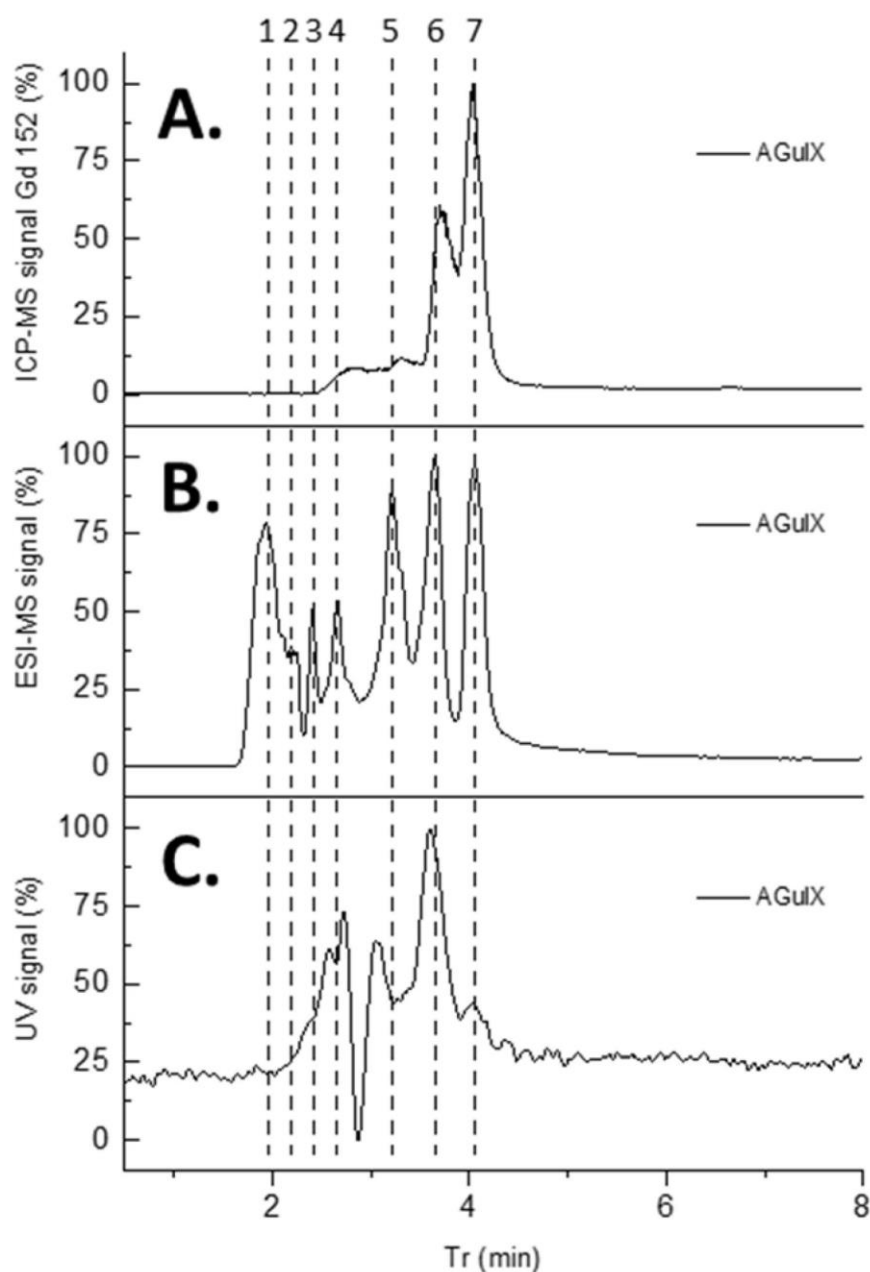 1 2 3 4 5 6 7
A.
AGuIX
ICP-MS signal Gd 152 (%)
100
75
50
25
0
B.
AGuIX
ESI-MS signal (%)
100
75
50
25
0
C.
AGuIX
UV signal (%)
100
75
50
25
0
2 4 6 8
Tr (min)